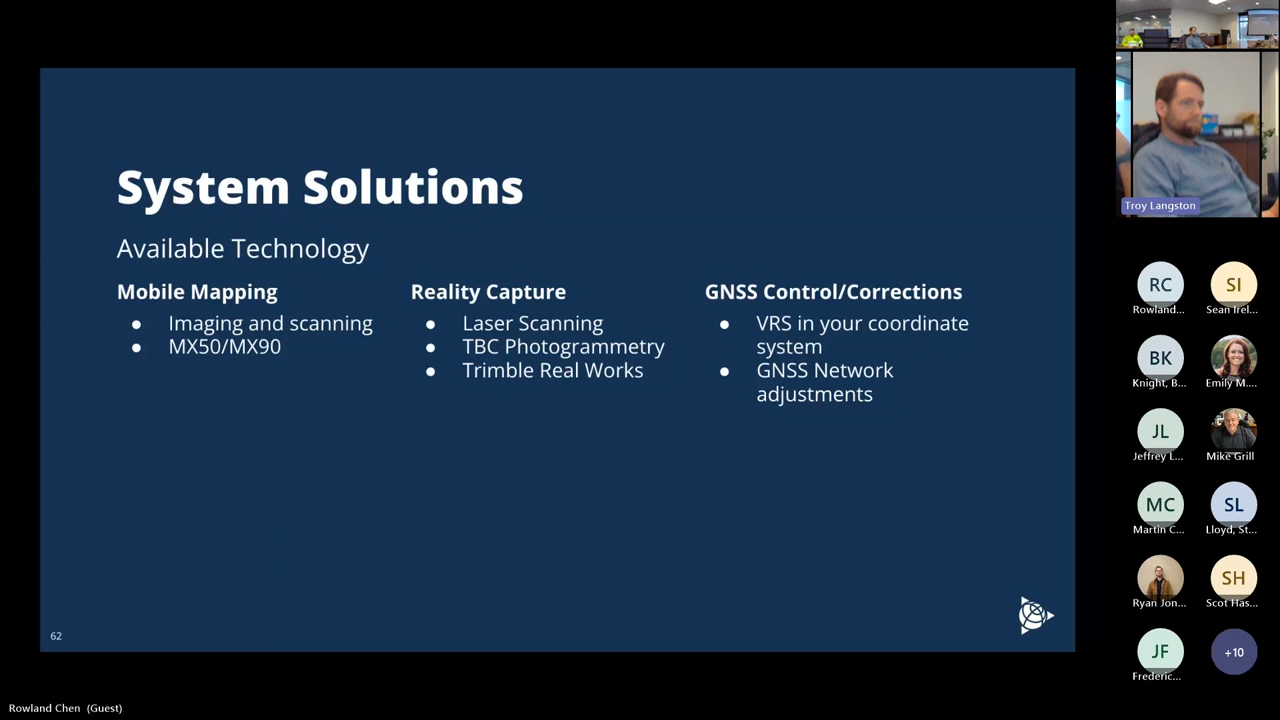 System Solutions
Available Technology
Mobile Mapping
● Imaging and scanning
● MX50/MX90
Reality Capture
● Laser Scanning
● TBC Photogrammetry
● Trimble Real Works
GNSS Control/Corrections
● VRS in your coordinate
system
● GNSS Network
adjustments
62
Troy Langston
RC
Rowland...
SI
Sean Irel...
BK
Knight, B...
Emily M....
JL
Jeffrey L...
Mike Grill
MC
Martin C...
SL
Lloyd, St...
Ryan Jon...
SH
Scot Has...
JF
Frederic...
+10
Rowland Chen (Guest)